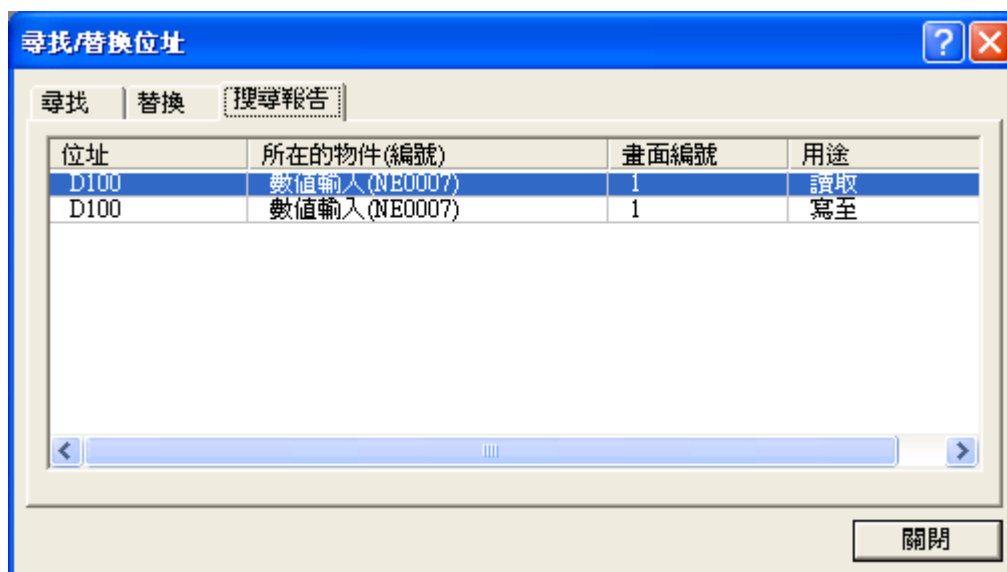 尋找/替換位址
尋找 替換 搜尋報告
位址 所在的物件(編號) 畫面編號 用途
D100 數值輸入(NE0007) 1 讀取
D100 數值輸入(NE0007) 1 寫至
關閉